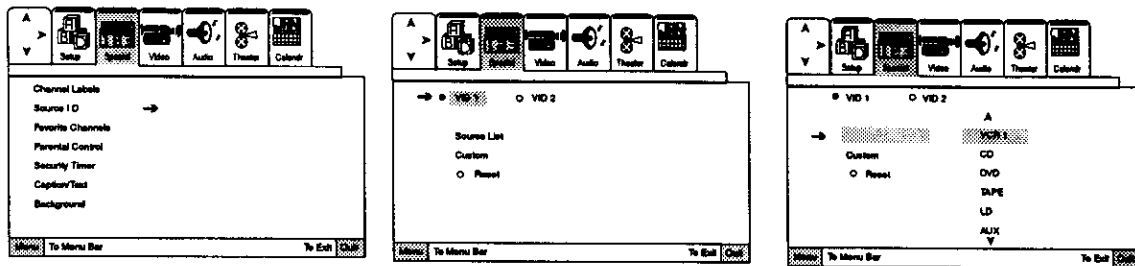 Setup Special Video Audio Theater Calendr
Channel Labels
Source I D
Favorite Channels
Parental Control
Security Timer
Caption/Text
Background
Menu To Menu Bar To Exit Quit
Setup Special Video Audio Theater Calendr
VID 1 VID 2
Source List
Custom
Reset
Menu To Menu Bar To Exit Quit
Setup Special Video Audio Theater Calendr
VID 1 VID 2
VCR 1
Custom CD
Reset DVD
TAPE
LD
AUX
Menu To Menu Bar To Exit Quit